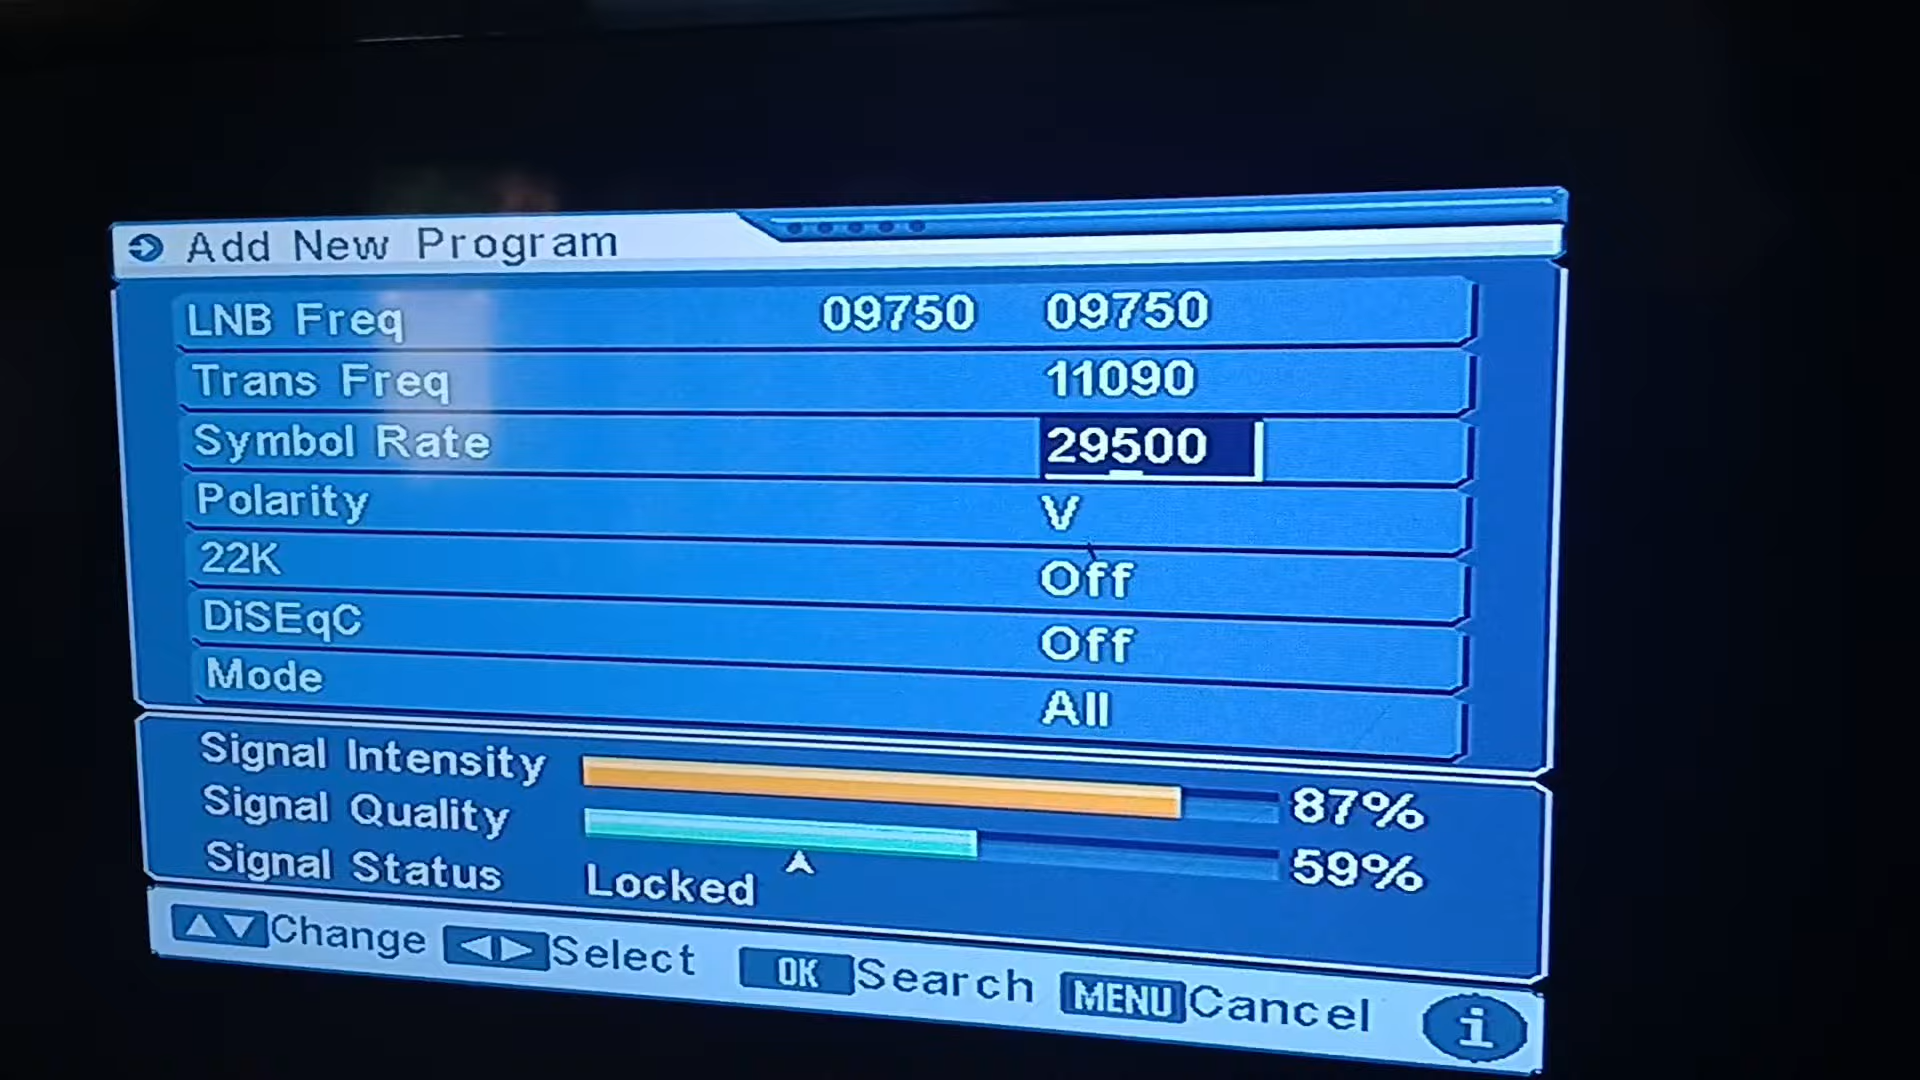 Add New Program
LNB Freq 09750 09750
Trans Freq 11090
Symbol Rate 29500
Polarity V
22K Off
DiSEqC Off
Mode All
Signal Intensity 87%
Signal Quality 59%
Signal Status Locked
Change Select OK Search MENU Cancel i